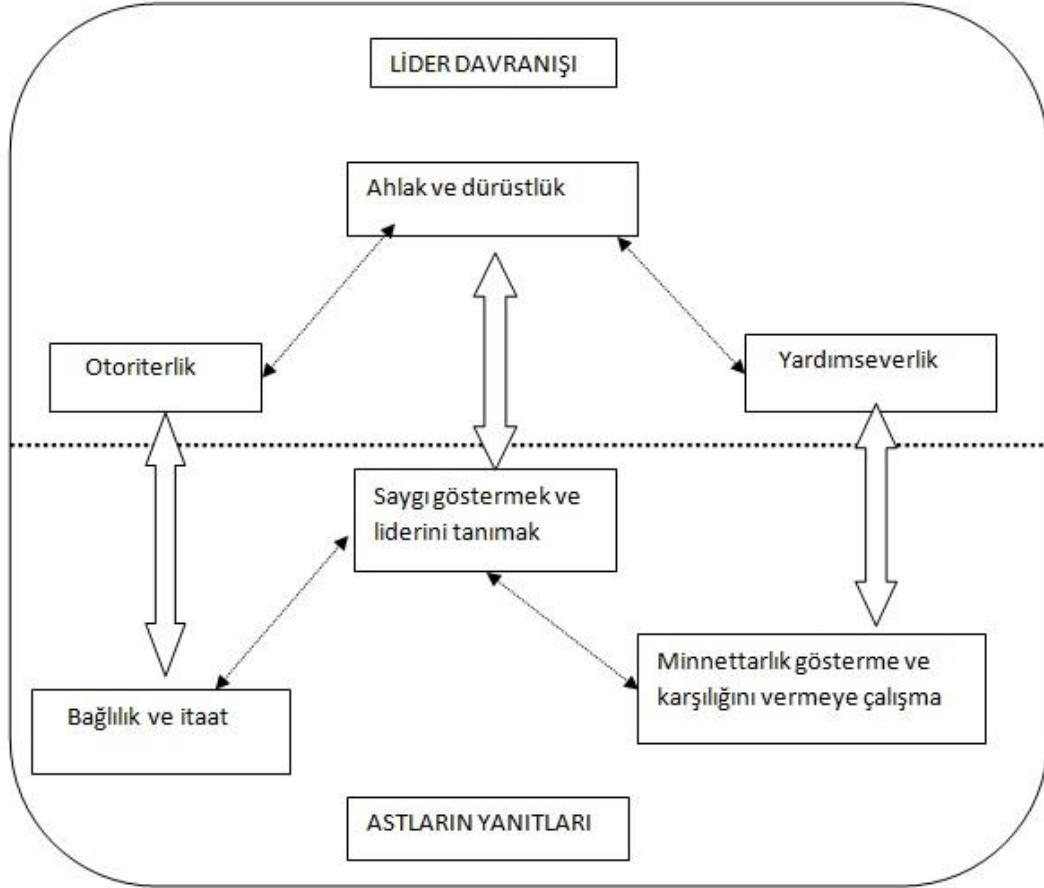 LİDER DAVRANIŞI
Ahlak ve dürüstlük
Otoriterlik
Yardımseverlik
Saygı göstermek ve
liderini tanımak
Minnettarlık gösterme ve
karşılığını vermeye çalışma
Bağlılık ve itaat
ASTLARIN YANITLARI